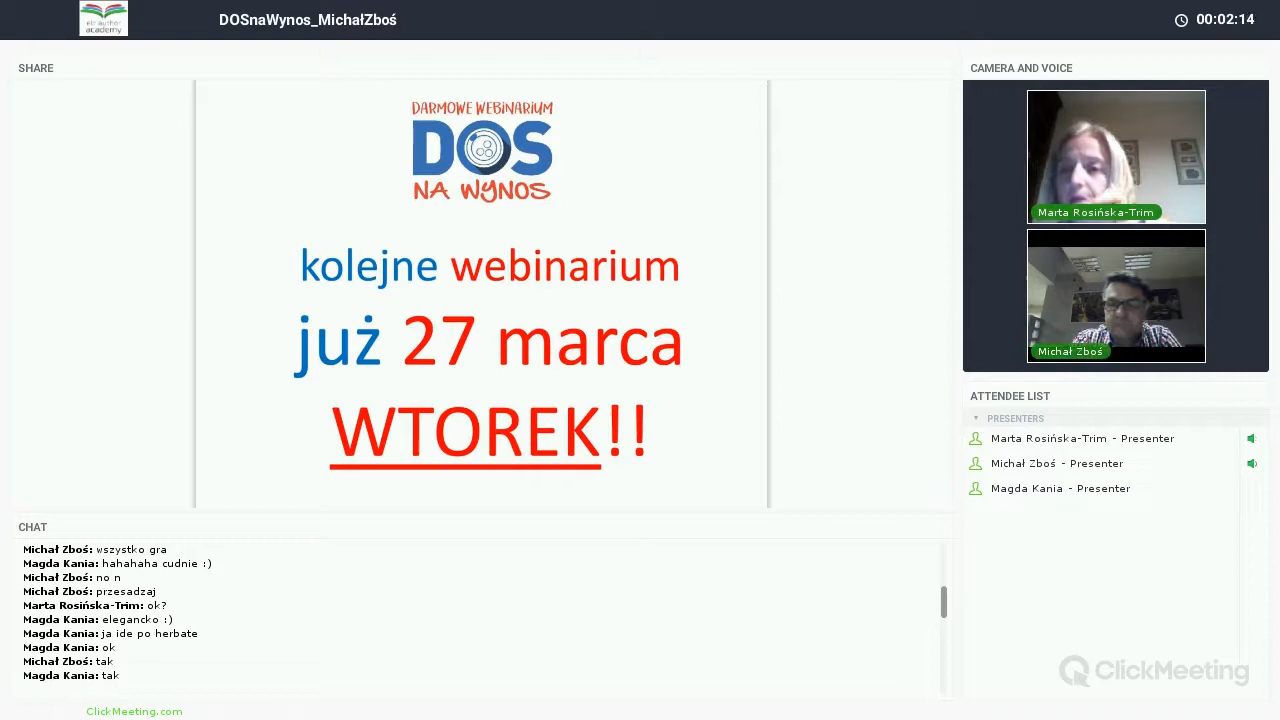 etr author
academy
DOSnaWynos_MichałZboś
00:02:14
SHARE
DARMOWE WEBINARIUM
DOS
NA WYNOS
kolejne webinarium
już 27 marca
WTOREK!!
CHAT
Michał Zboś: wszystko gra
Magda Kania: hahahaha cudnie :)
Michał Zboś: no n
Michał Zboś: przesadzaj
Marta Rosińska-Trim: ok?
Magda Kania: elegancko :)
Magda Kania: ja ide po herbate
Magda Kania: ok
Michał Zboś: tak
Magda Kania: tak
ClickMeeting.com
CAMERA AND VOICE
Marta Rosińska-Trim
Michał Zboś
ATTENDEE LIST
PRESENTERS
Marta Rosińska-Trim - Presenter
Michał Zboś - Presenter
Magda Kania - Presenter
ClickMeeting